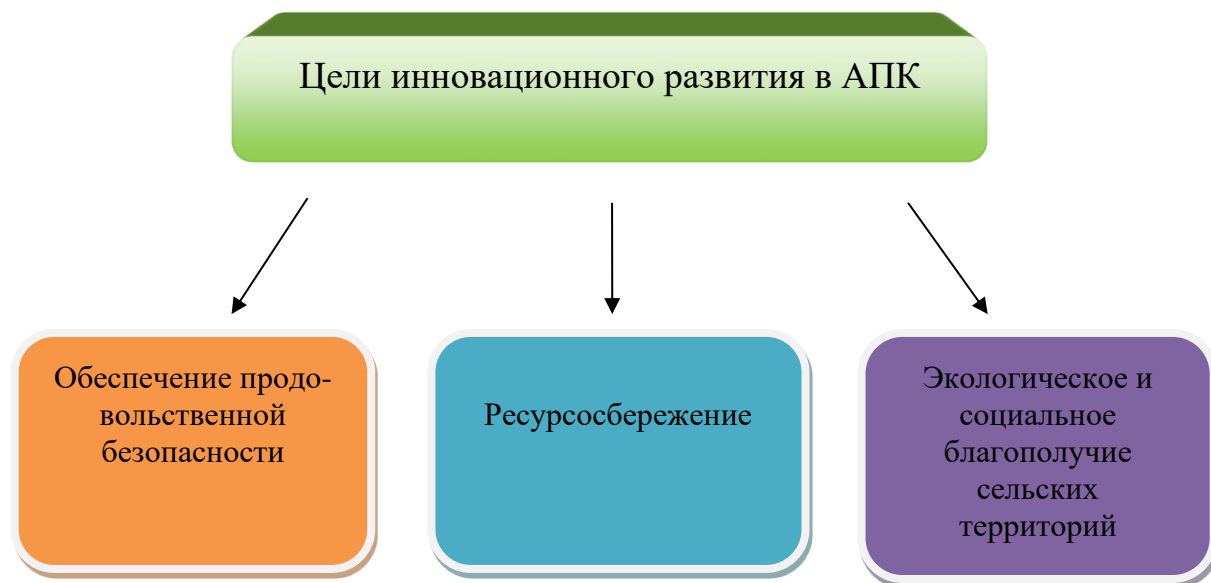 Цели инновационного развития в АПК
Обеспечение продо-
вольственной
безопасности
Ресурсосбережение
Экологическое и
социальное
благополучие
сельских
территорий